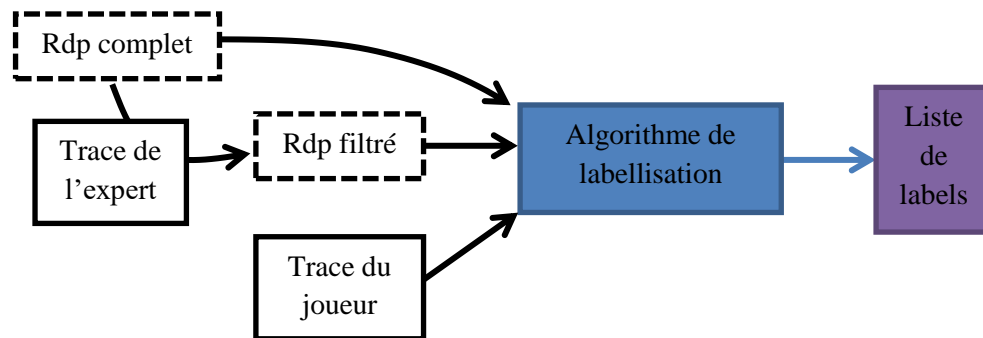 Rdp complet
Trace de
l’expert
Rdp filtré
Trace du
joueur
Algorithme de
labellisation
Liste
de
labels